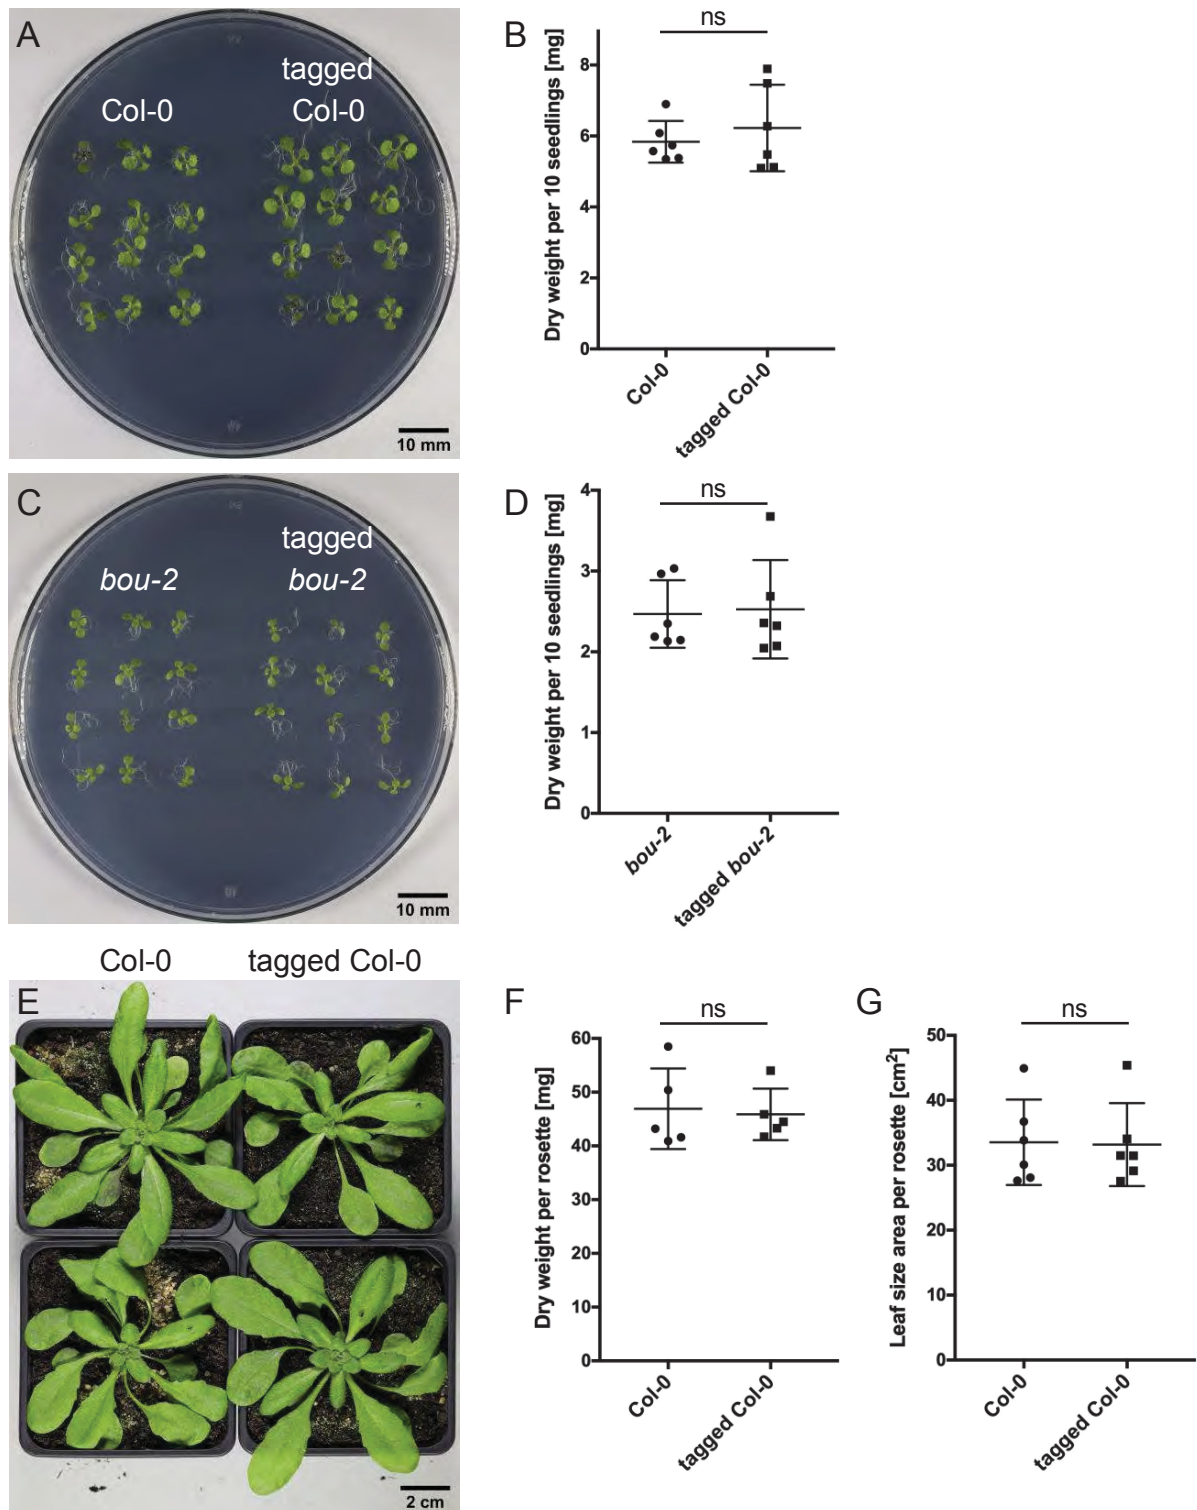 A
tagged
Col-0
Col-0
10 mm
B
ns
Dry weight per 10 seedlings [mg]
8
6
4
2
0
Col-0
tagged Col-0
C
tagged
bou-2
bou-2
10 mm
D
ns
Dry weight per 10 seedlings [mg]
4
3
2
1
0
bou-2
tagged bou-2
Col-0
tagged Col-0
E
2 cm
F
ns
Dry weight per rosette [mg]
60
50
40
30
20
10
0
Col-0
tagged Col-0
G
ns
Leaf size area per rosette [cm²]
50
40
30
20
10
0
Col-0
tagged Col-0